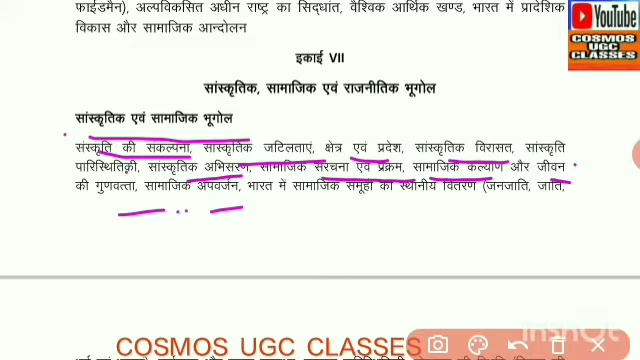 फ्राईडमैन), अल्पविकसित अधीन राष्ट्र का सिद्धांत, वैश्विक आर्थिक खण्ड, भारत में प्रादेशिक
विकास और सामाजिक आन्दोलन
YouTube
COSMOS
UGC
CLASSES
इकाई VII
सांस्कृतिक, सामाजिक एवं राजनीतिक भूगोल
सांस्कृतिक एवं सामाजिक भूगोल
संस्कृति की संकल्पना, सांस्कृतिक जटिलताएं, क्षेत्र एवं प्रदेश, सांस्कृतिक विरासत, सांस्कृति
पारिस्थितिकी, सांस्कृतिक अभिसरण, सामाजिक संरचना एवं प्रक्रम, सामाजिक कल्याण और जीवन
की गुणवत्ता, सामाजिक अपवर्जन, भारत में सामाजिक समूहों का स्थानीय वितरण (जनजाति, जाति,
COSMOS UGC CLASSES